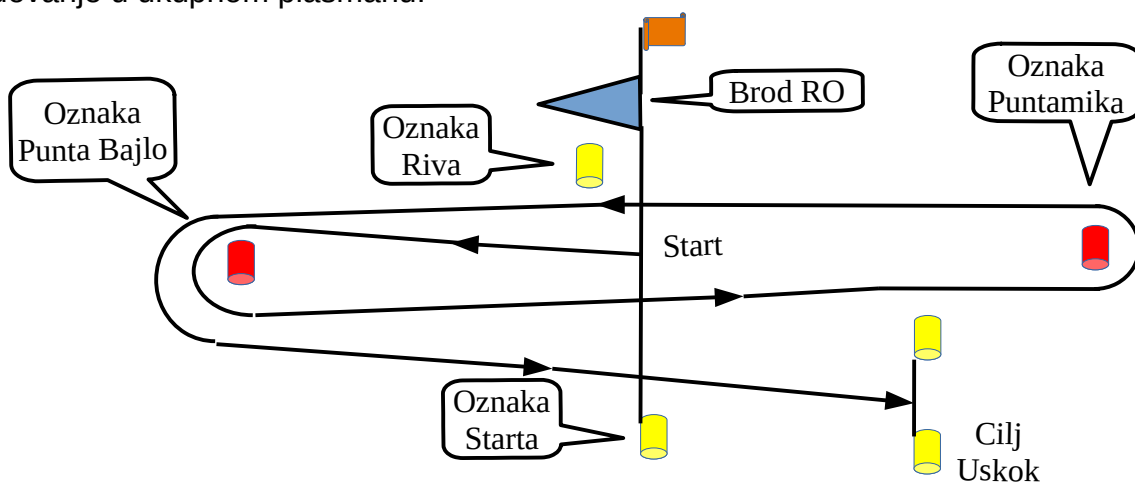 Oznaka
Punta Bajlo
Oznaka
Riva
Brod RO
Oznaka
Puntamika
Start
Oznaka
Starta
Cilj
Uskok